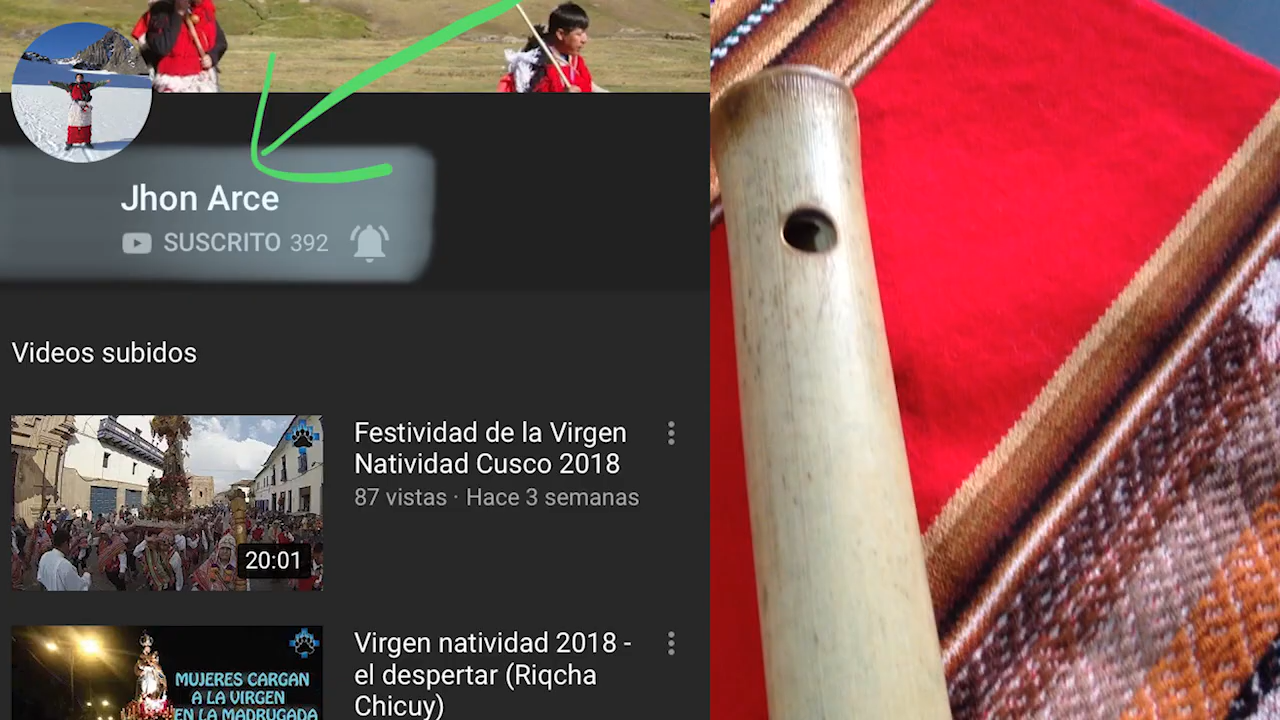 Jhon Arce
SUSCRITO 392
Videos subidos
Festividad de la Virgen
Natividad Cusco 2018
87 vistas · Hace 3 semanas
20:01
Virgen natividad 2018 -
el despertar (Riqcha
Chicuy)
MUJERES CARGAN
A LA VIRGEN
EN LA MADRUGADA